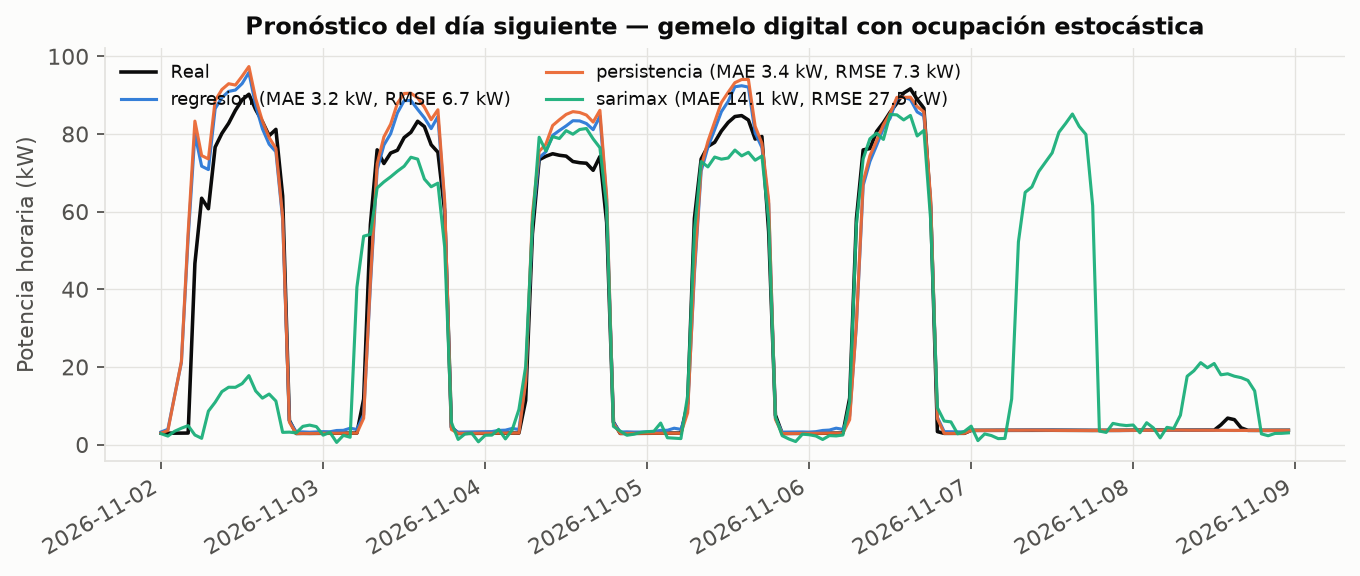 Pronóstico del día siguiente — gemelo digital con ocupación estocástica
Potencia horaria (kW)
100
80
60
40
20
0
Real
regresion (MAE 3.2 kW, RMSE 6.7 kW)
persistencia (MAE 3.4 kW, RMSE 7.3 kW)
sarimax (MAE 14.1 kW, RMSE 27.5 kW)
2026-11-02
2026-11-03
2026-11-04
2026-11-05
2026-11-06
2026-11-07
2026-11-08
2026-11-09